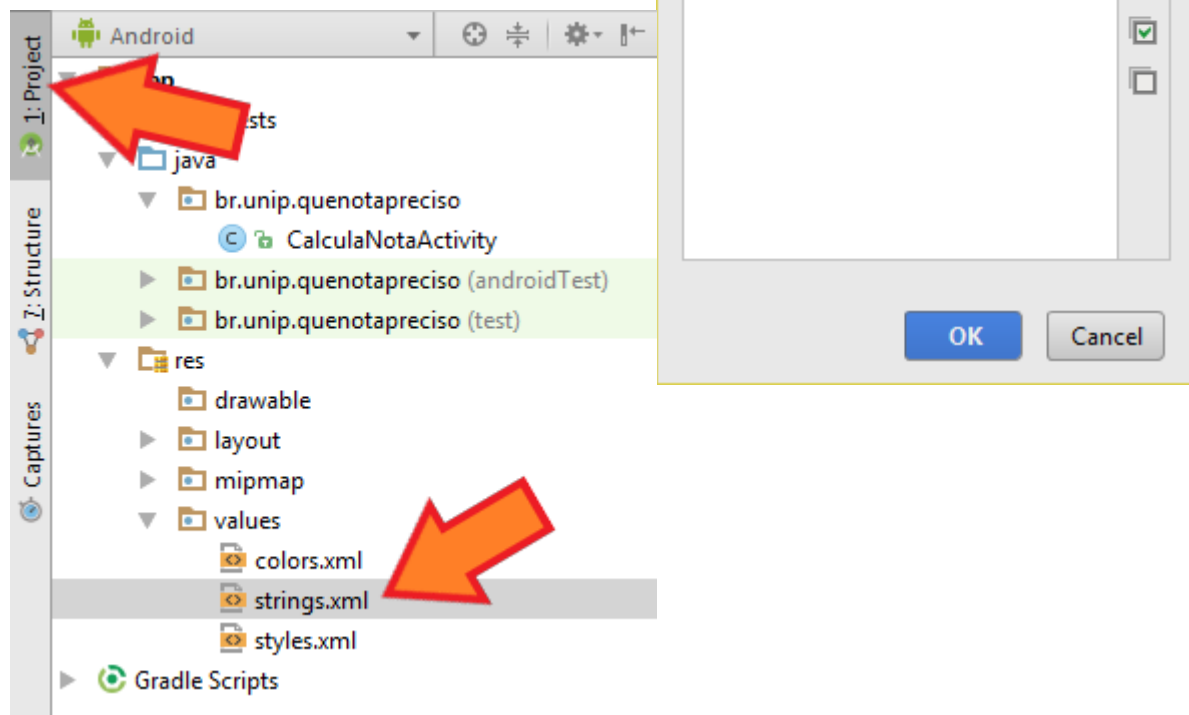 1: Project
7: Structure
Captures
Android
java
br.unip.quenotapreciso
CalculaNotaActivity
br.unip.quenotapreciso (androidTest)
br.unip.quenotapreciso (test)
res
drawable
layout
mipmap
values
colors.xml
strings.xml
styles.xml
Gradle Scripts
OK
Cancel